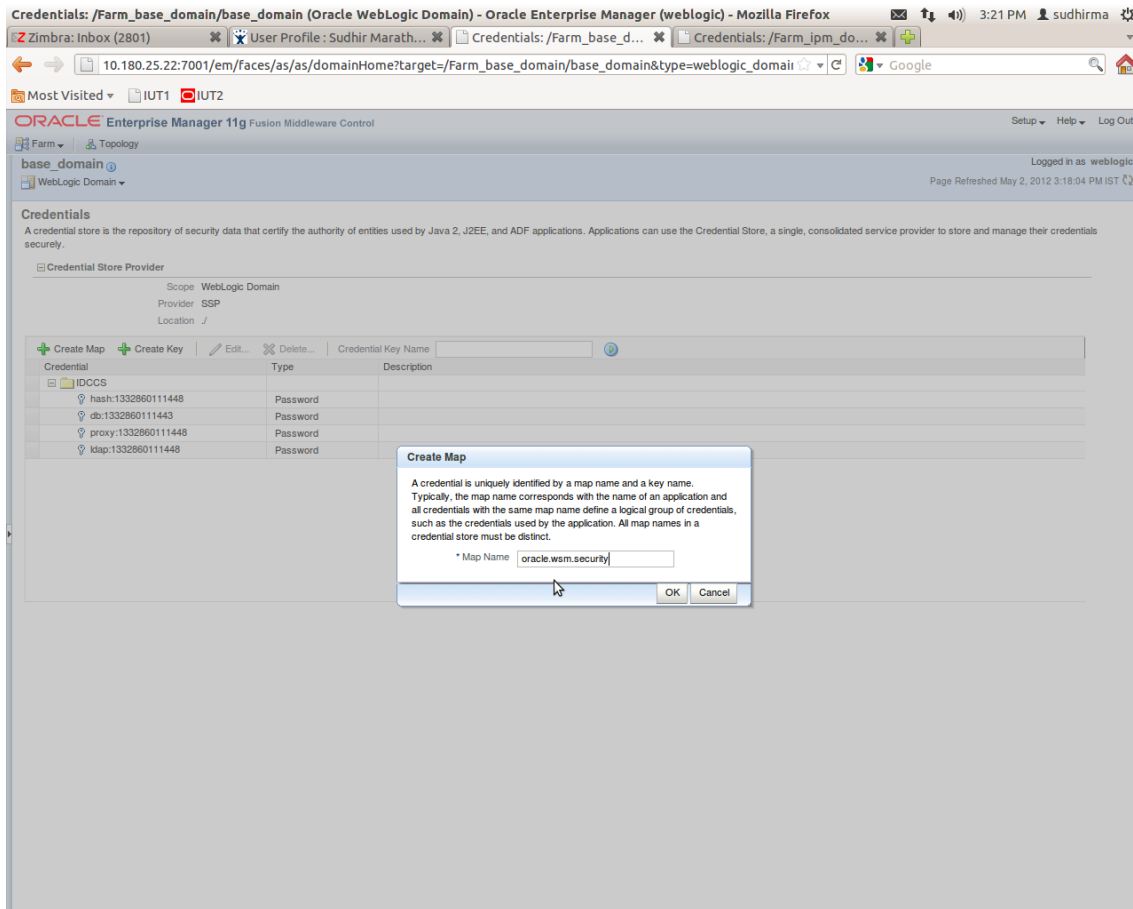 Credentials: /Farm_base_domain/base_domain (Oracle WebLogic Domain) - Oracle Enterprise Manager (weblogic) - Mozilla Firefox 3:21 PM sudhirma
Z Zimbra: Inbox (2801) User Profile : Sudhir Marath... Credentials: /Farm_base_d... Credentials: /Farm_ipm_do...
10.180.25.22:7001/em/faces/as/as/domainHome?target=/Farm_base_domain/base_domain&type=weblogic_domai Google
Most Visited IUT1 IUT2
ORACLE Enterprise Manager 11g Fusion Middleware Control Setup Help Log Out
Farm Topology
base_domain Logged in as weblogic
WebLogic Domain Page Refreshed May 2, 2012 3:18:04 PM IST
Credentials
A credential store is the repository of security data that certify the authority of entities used by Java 2, J2EE, and ADF applications. Applications can use the Credential Store, a single, consolidated service provider to store and manage their credentials
securely.
Credential Store Provider
Scope WebLogic Domain
Provider SSP
Location ./
Create Map Create Key Edit... Delete... Credential Key Name
Credential Type Description
IDCCS
hash:1332860111448 Password
db:1332860111443 Password
proxy:1332860111448 Password
ldap:1332860111448 Password
Create Map
A credential is uniquely identified by a map name and a key name.
Typically, the map name corresponds with the name of an application and
all credentials with the same map name define a logical group of credentials,
such as the credentials used by the application. All map names in a
credential store must be distinct.
* Map Name oracle.wsm.security
OK Cancel